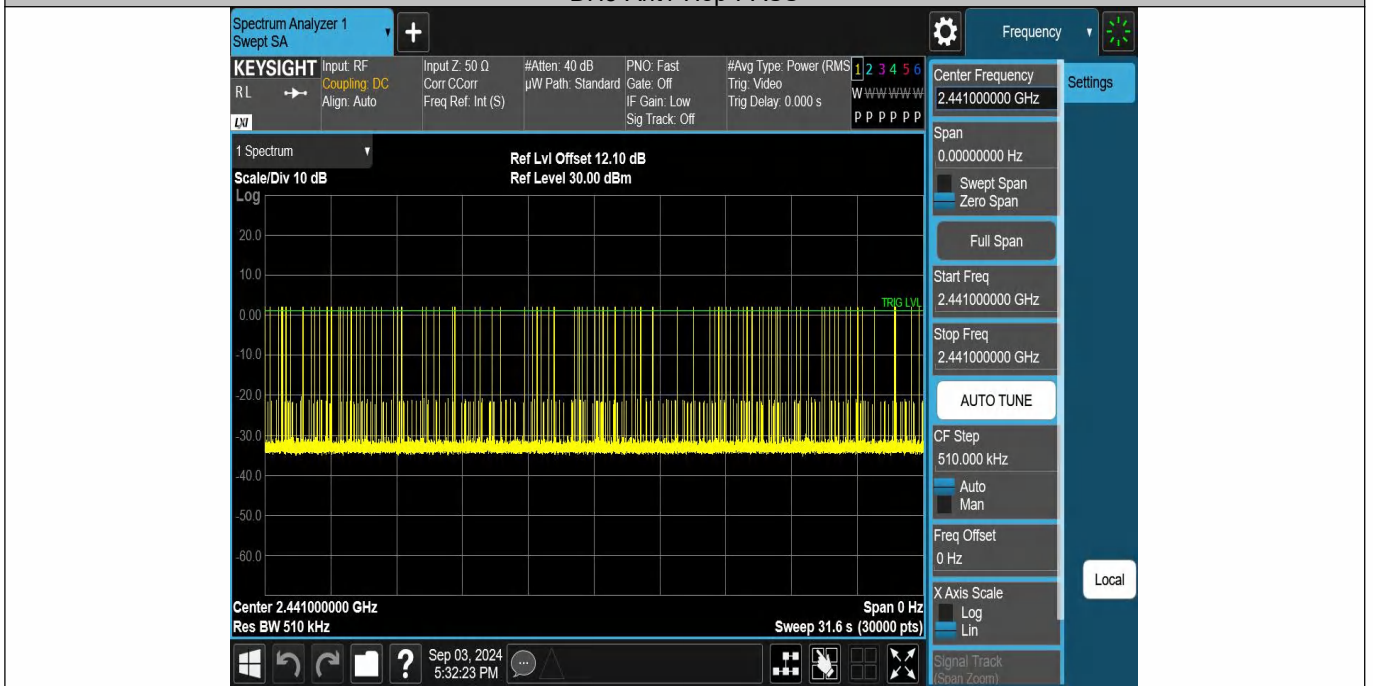 Spectrum Analyzer 1
Swept SA
+
Frequency
KEYSIGHT
RL
LXI
Input: RF
Coupling: DC
Align: Auto
Input Z: 50 Ω
Corr CCorr
Freq Ref: Int (S)
#Atten: 40 dB
µW Path: Standard
PNO: Fast
Gate: Off
IF Gain: Low
Sig Track: Off
#Avg Type: Power (RMS
Trig: Video
Trig Delay: 0.000 s
1 2 3 4 5 6
W W W W W W
P P P P P P
Center Frequency
2.441000000 GHz
Settings
Span
0.00000000 Hz
Swept Span
Zero Span
Full Span
Start Freq
2.441000000 GHz
Stop Freq
2.441000000 GHz
AUTO TUNE
CF Step
510.000 kHz
Auto
Man
Freq Offset
0 Hz
X Axis Scale
Log
Lin
Signal Track
(Span Zoom)
Local
1 Spectrum
Scale/Div 10 dB
Ref Lvl Offset 12.10 dB
Ref Level 30.00 dBm
Log
20.0
10.0
0.00
-10.0
-20.0
-30.0
-40.0
-50.0
-60.0
TRIG LVL
Center 2.441000000 GHz
Span 0 Hz
Res BW 510 kHz
Sweep 31.6 s (30000 pts)
?
Sep 03, 2024
5:32:23 PM